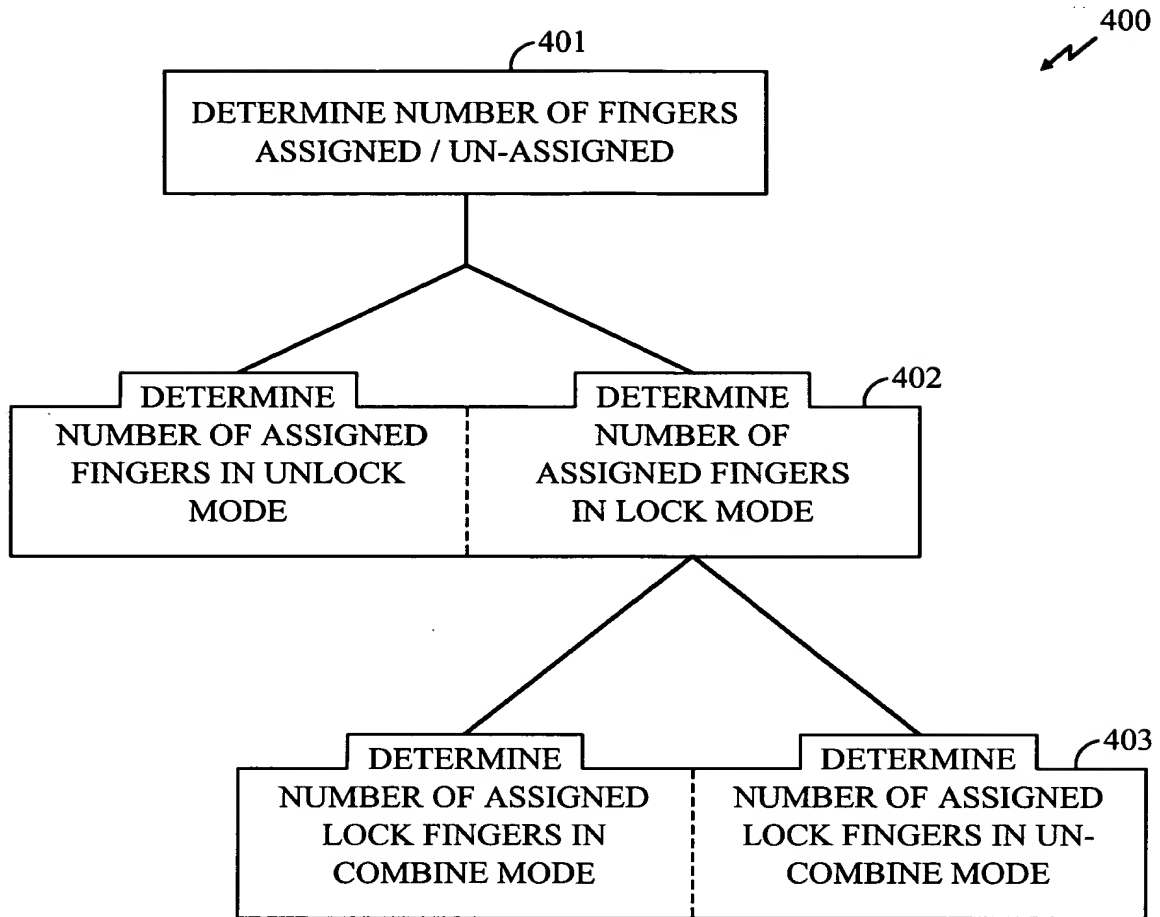 400
401
DETERMINE NUMBER OF FINGERS
ASSIGNED / UN-ASSIGNED
402
DETERMINE
NUMBER OF ASSIGNED
FINGERS IN UNLOCK
MODE
DETERMINE
NUMBER OF
ASSIGNED FINGERS
IN LOCK MODE
403
DETERMINE
NUMBER OF ASSIGNED
LOCK FINGERS IN
COMBINE MODE
DETERMINE
NUMBER OF ASSIGNED
LOCK FINGERS IN UN-
COMBINE MODE